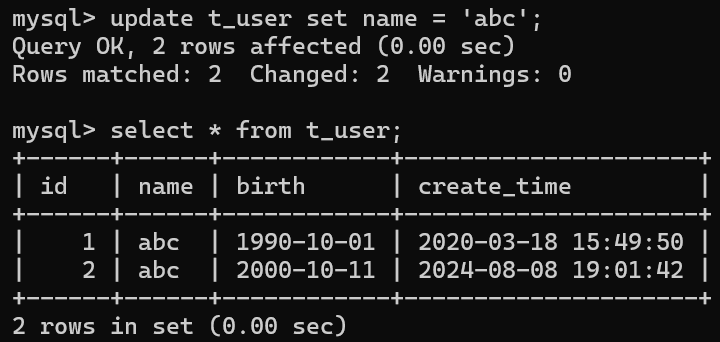 mysql> update t_user set name = 'abc';
Query OK, 2 rows affected (0.00 sec)
Rows matched: 2  Changed: 2  Warnings: 0

mysql> select * from t_user;
+------+------+------------+---------------------+
| id   | name | birth      | create_time         |
+------+------+------------+---------------------+
|    1 | abc  | 1990-10-01 | 2020-03-18 15:49:50 |
|    2 | abc  | 2000-10-11 | 2024-08-08 19:01:42 |
+------+------+------------+---------------------+
2 rows in set (0.00 sec)